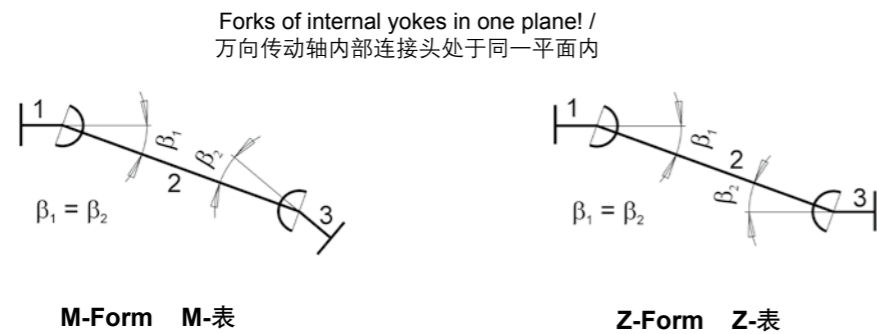 Forks of internal yokes in one plane! /
万向传动轴内部连接头处于同一平面内
1
β₁
β₂
2
3
β₁ = β₂
M-Form M-表
1
β₁
2
β₂
3
β₁ = β₂
Z-Form Z-表